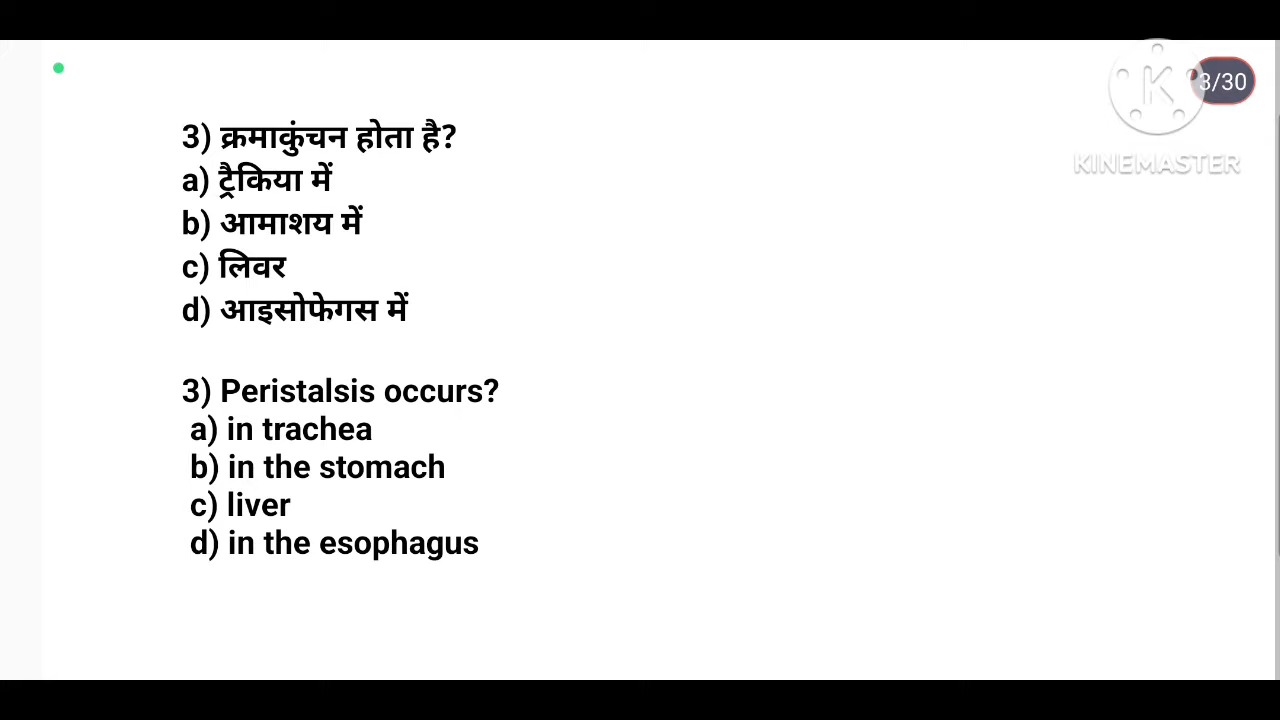 3/30
KINEMASTER
3) क्रमाकुंचन होता है?
a) ट्रैकिया में
b) आमाशय में
c) लिवर
d) आइसोफेगस में
3) Peristalsis occurs?
a) in trachea
b) in the stomach
c) liver
d) in the esophagus